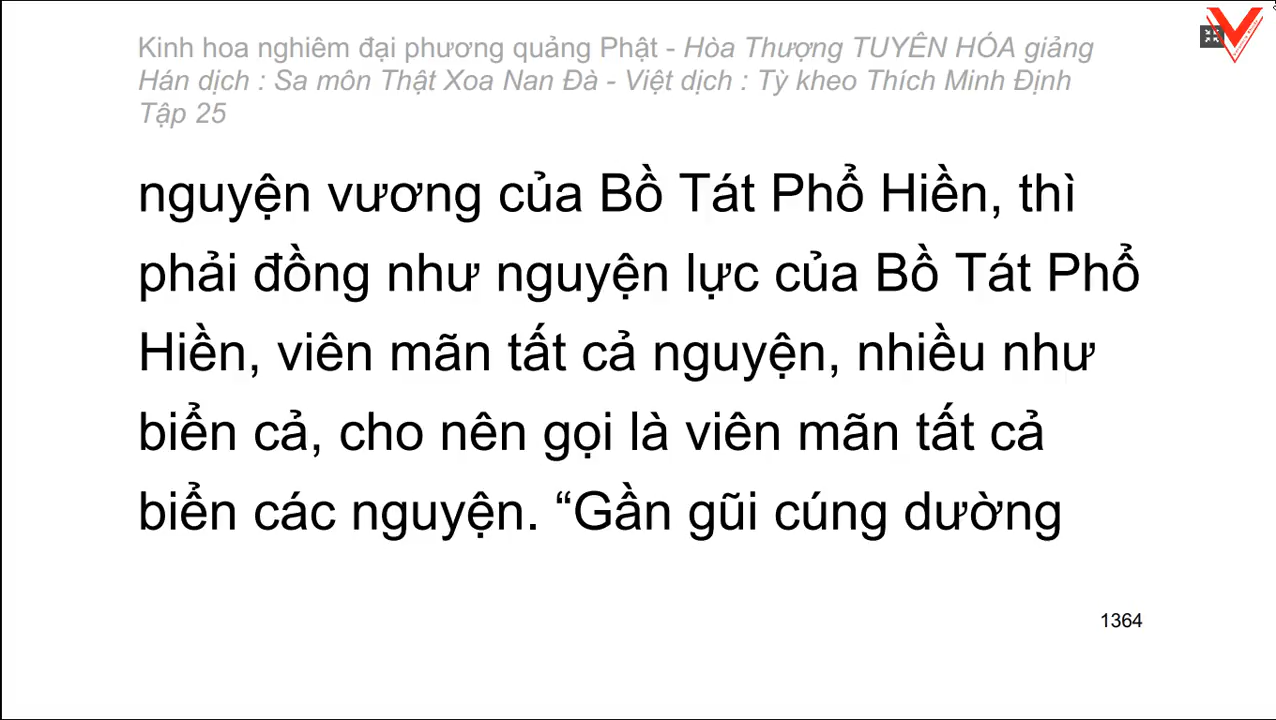 Kinh hoa nghiêm đại phương quảng Phật - Hòa Thượng TUYÊN HÓA giảng
Hán dịch : Sa môn Thật Xoa Nan Đà - Việt dịch : Tỳ kheo Thích Minh Định
Tập 25
nguyện vương của Bồ Tát Phổ Hiền, thì
phải đồng như nguyện lực của Bồ Tát Phổ
Hiền, viên mãn tất cả nguyện, nhiều như
biển cả, cho nên gọi là viên mãn tất cả
biển các nguyện. “Gần gũi cúng dường
1364